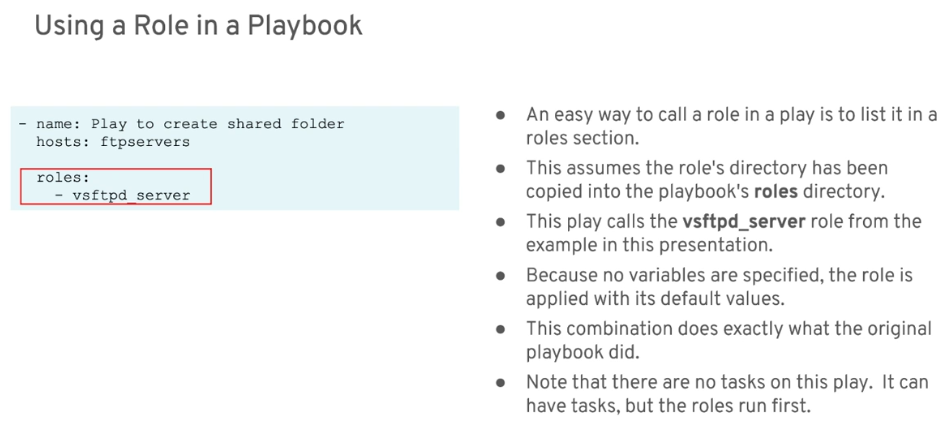 Using a Role in a Playbook
- name: Play to create shared folder
hosts: ftpservers
roles:
- vsftpd_server
● An easy way to call a role in a play is to list it in a
roles section.
● This assumes the role's directory has been
copied into the playbook's roles directory.
● This play calls the vsftpd_server role from the
example in this presentation.
● Because no variables are specified, the role is
applied with its default values.
● This combination does exactly what the original
playbook did.
● Note that there are no tasks on this play.  It can
have tasks, but the roles run first.